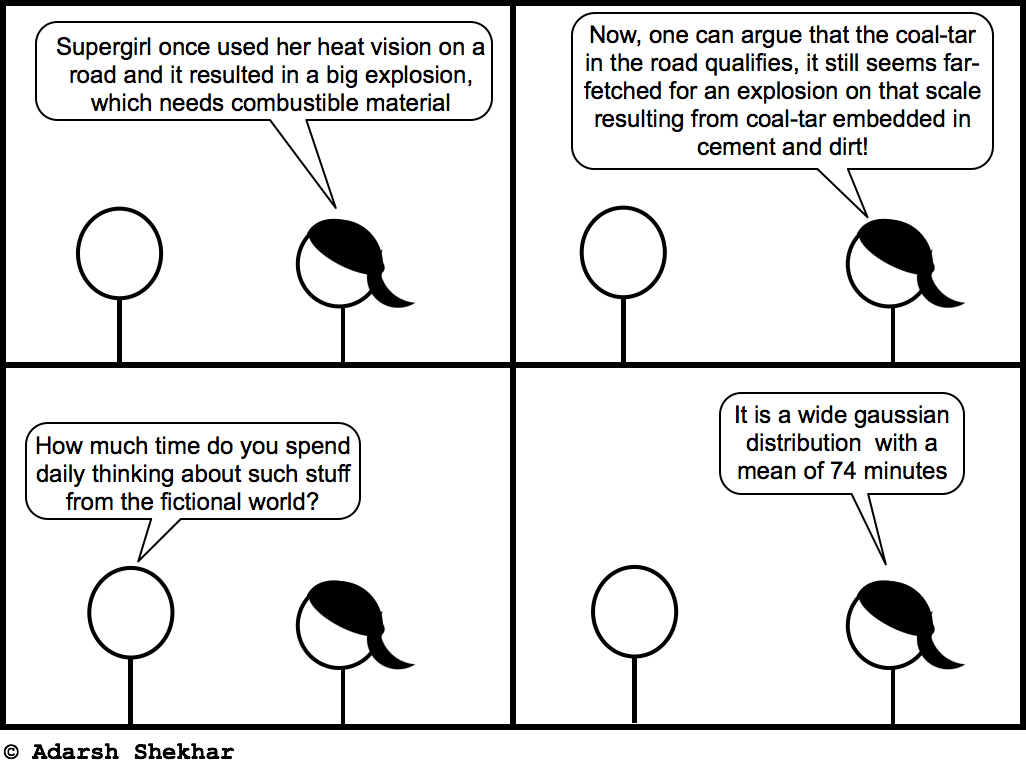 Supergirl once used her heat vision on a
road and it resulted in a big explosion,
which needs combustible material
Now, one can argue that the coal-tar
in the road qualifies, it still seems far-
fetched for an explosion on that scale
resulting from coal-tar embedded in
cement and dirt!
How much time do you spend
daily thinking about such stuff
from the fictional world?
It is a wide gaussian
distribution  with a
mean of 74 minutes
© Adarsh Shekhar